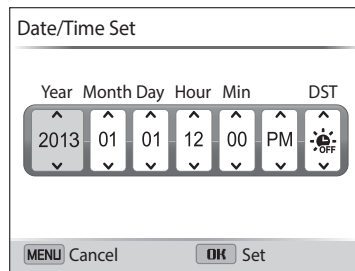 Date/Time Set
Year Month Day Hour Min DST
2013 01 01 12 00 PM OFF
MENU Cancel OK Set